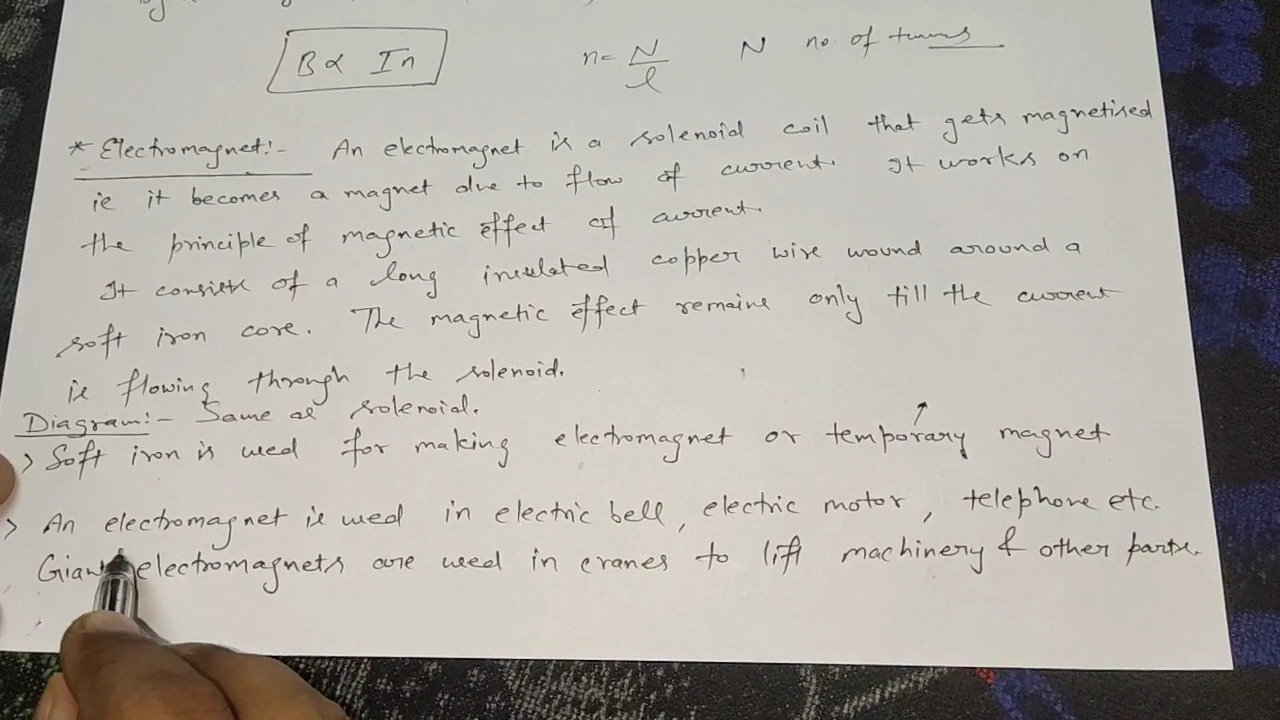 B ∝ In
n = N/l N no. of turns
* Electromagnet:- An electromagnet is a solenoid coil that gets magnetised
ie it becomes a magnet due to flow of current. It works on
the principle of magnetic effect of current.
It consists of a long insulated copper wire wound around a
soft iron core. The magnetic effect remains only till the current
is flowing through the solenoid.
Diagram:- Same as solenoid.
> Soft iron is used for making electromagnet or temporary magnet
> An electromagnet is used in electric bell, electric motor, telephone etc.
electromagnets are used in cranes to lift machinery & other parts.